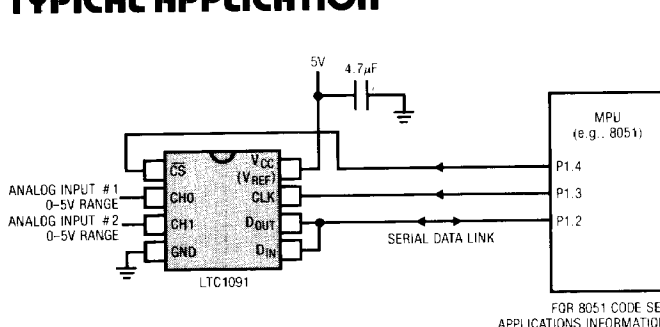 TYPICAL APPLICATION
5V
4.7µF
MPU
(e.g., 8051)
CS
VCC
(VREF)
P1.4
ANALOG INPUT #1
0–5V RANGE
CH0
CLK
P1.3
ANALOG INPUT #2
0–5V RANGE
CH1
DOUT
P1.2
SERIAL DATA LINK
GND
DIN
LTC1091
FOR 8051 CODE SE
APPLICATIONS INFORMATION